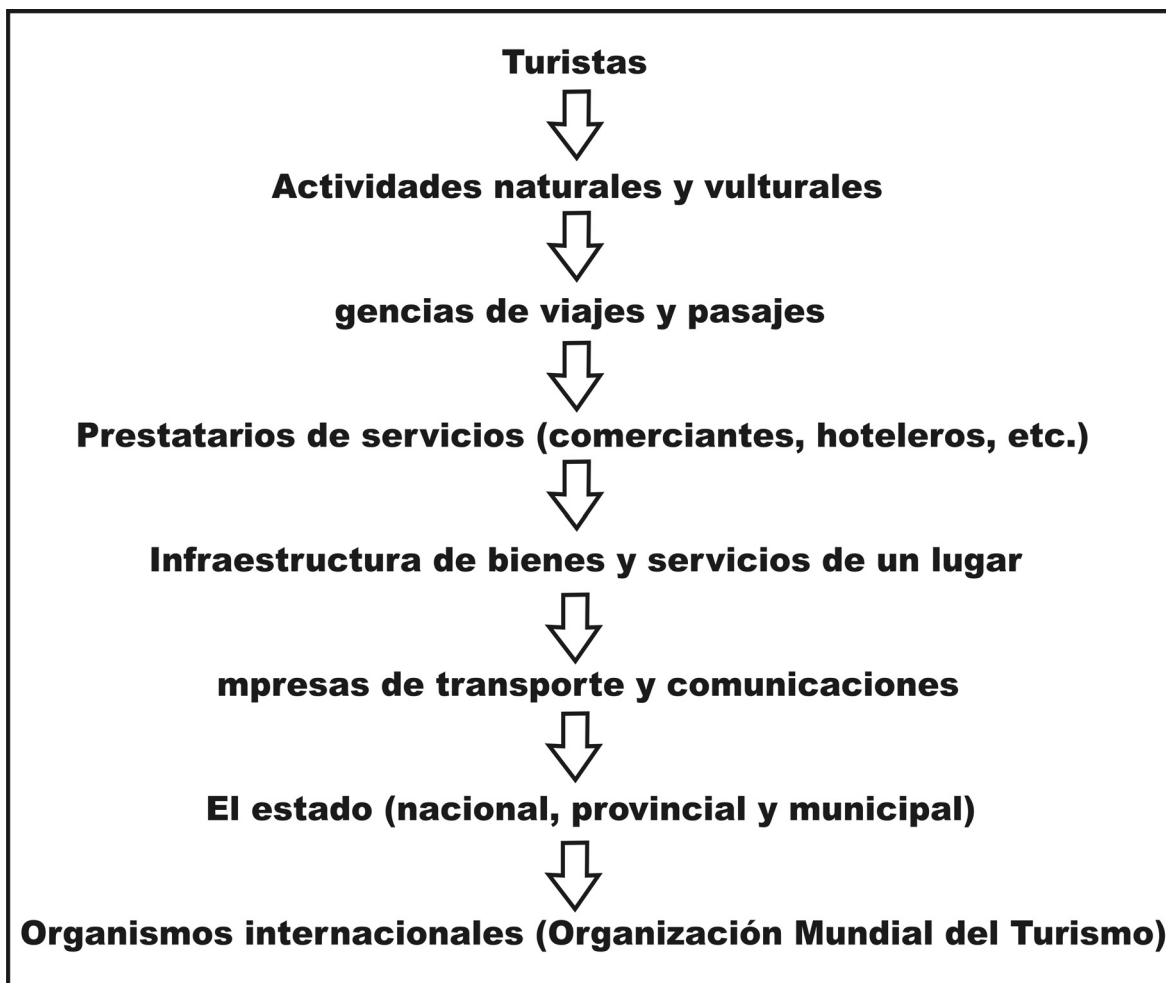 Turistas
Actividades naturales y vulturales
gencias de viajes y pasajes
Prestatarios de servicios (comerciantes, hoteleros, etc.)
Infraestructura de bienes y servicios de un lugar
mpresas de transporte y comunicaciones
El estado (nacional, provincial y municipal)
Organismos internacionales (Organización Mundial del Turismo)